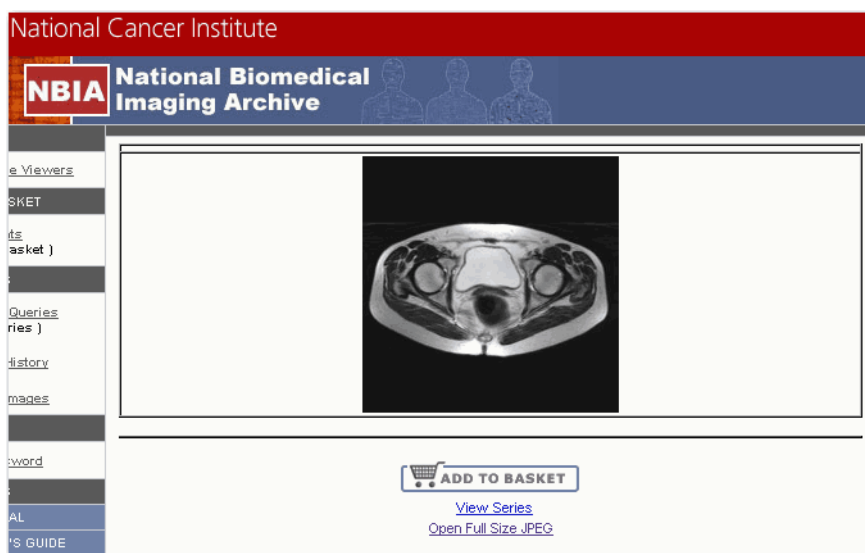 National Cancer Institute
NBIA
National Biomedical
Imaging Archive
e Viewers
SKET
its
asket )
Queries
ries )
History
mages
word
AL
'S GUIDE
ADD TO BASKET
View Series
Open Full Size JPEG